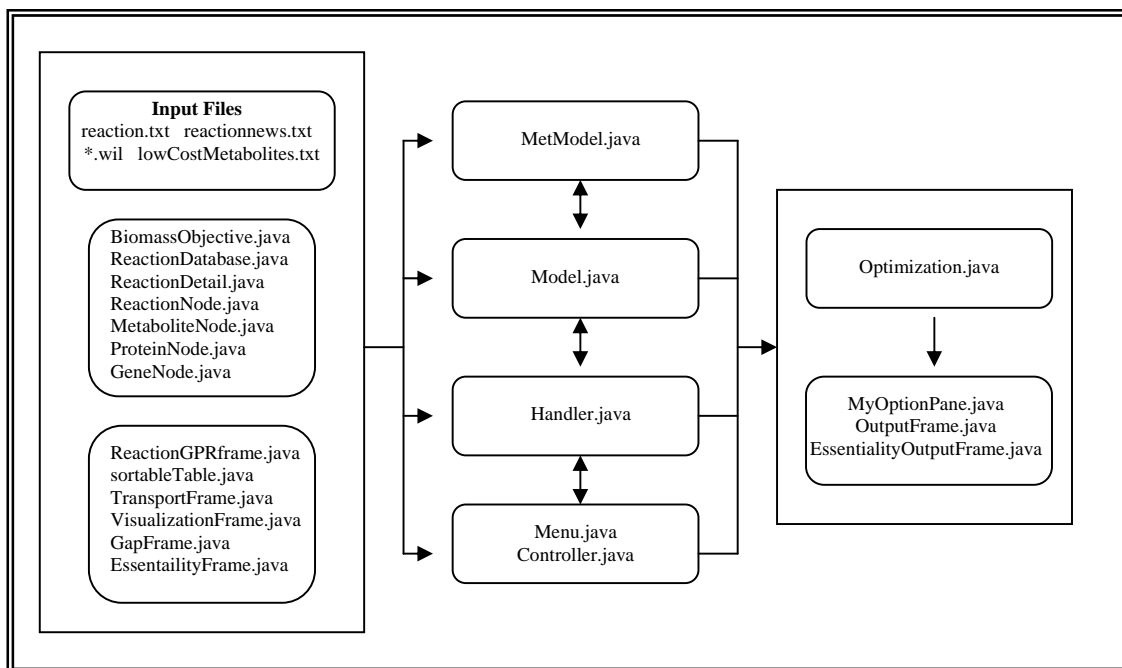 Input Files
reaction.txt reactionnews.txt
*.wil lowCostMetabolites.txt
BiomassObjective.java
ReactionDatabase.java
ReactionDetail.java
ReactionNode.java
MetaboliteNode.java
ProteinNode.java
GeneNode.java
ReactionGPRframe.java
sortableTable.java
TransportFrame.java
VisualizationFrame.java
GapFrame.java
EssentailityFrame.java
MetModel.java
Model.java
Handler.java
Menu.java
Controller.java
Optimization.java
MyOptionPane.java
OutputFrame.java
EssentialityOutputFrame.java